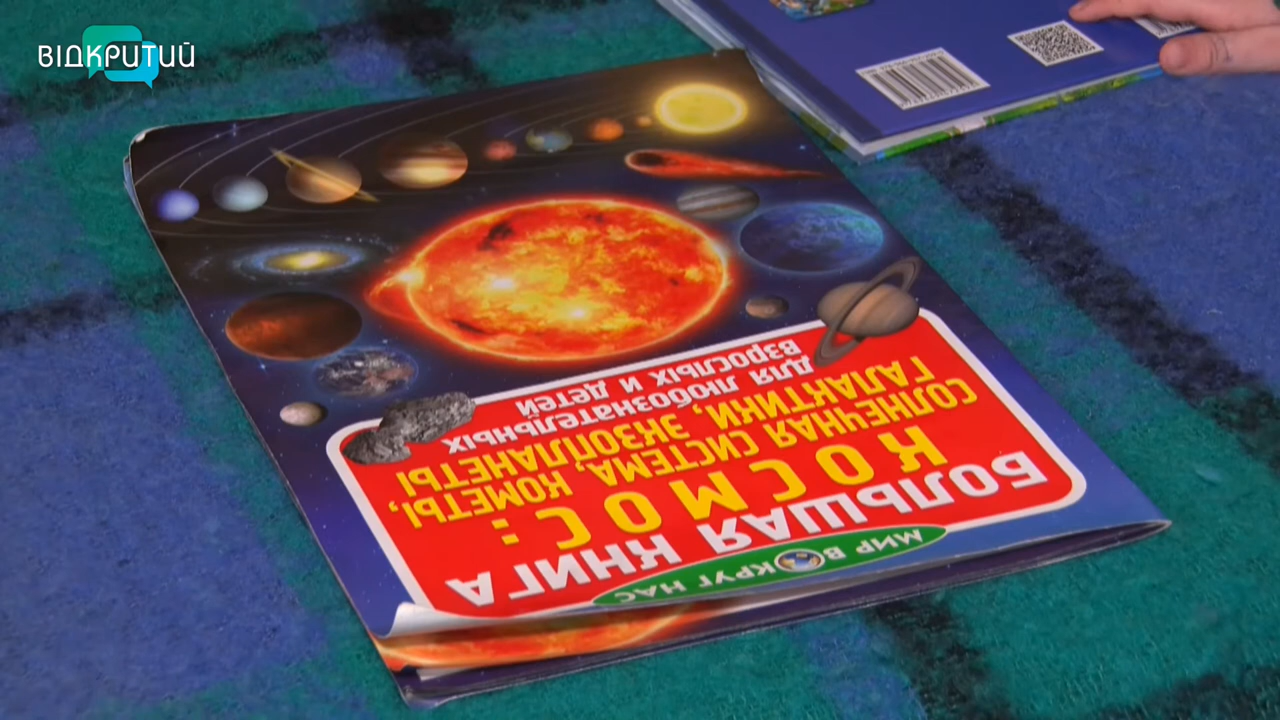 ВІДКРИТИЙ
МИР ВОКРУГ НАС
БОЛЬШАЯ КНИГА
КОСМОС:
СОЛНЕЧНАЯ СИСТЕМА, КОМЕТЫ,
ГАЛАКТИКИ, ЭКЗОПЛАНЕТЫ
ДЛЯ ЛЮБОЗНАТЕЛЬНЫХ
ВЗРОСЛЫХ И ДЕТЕЙ